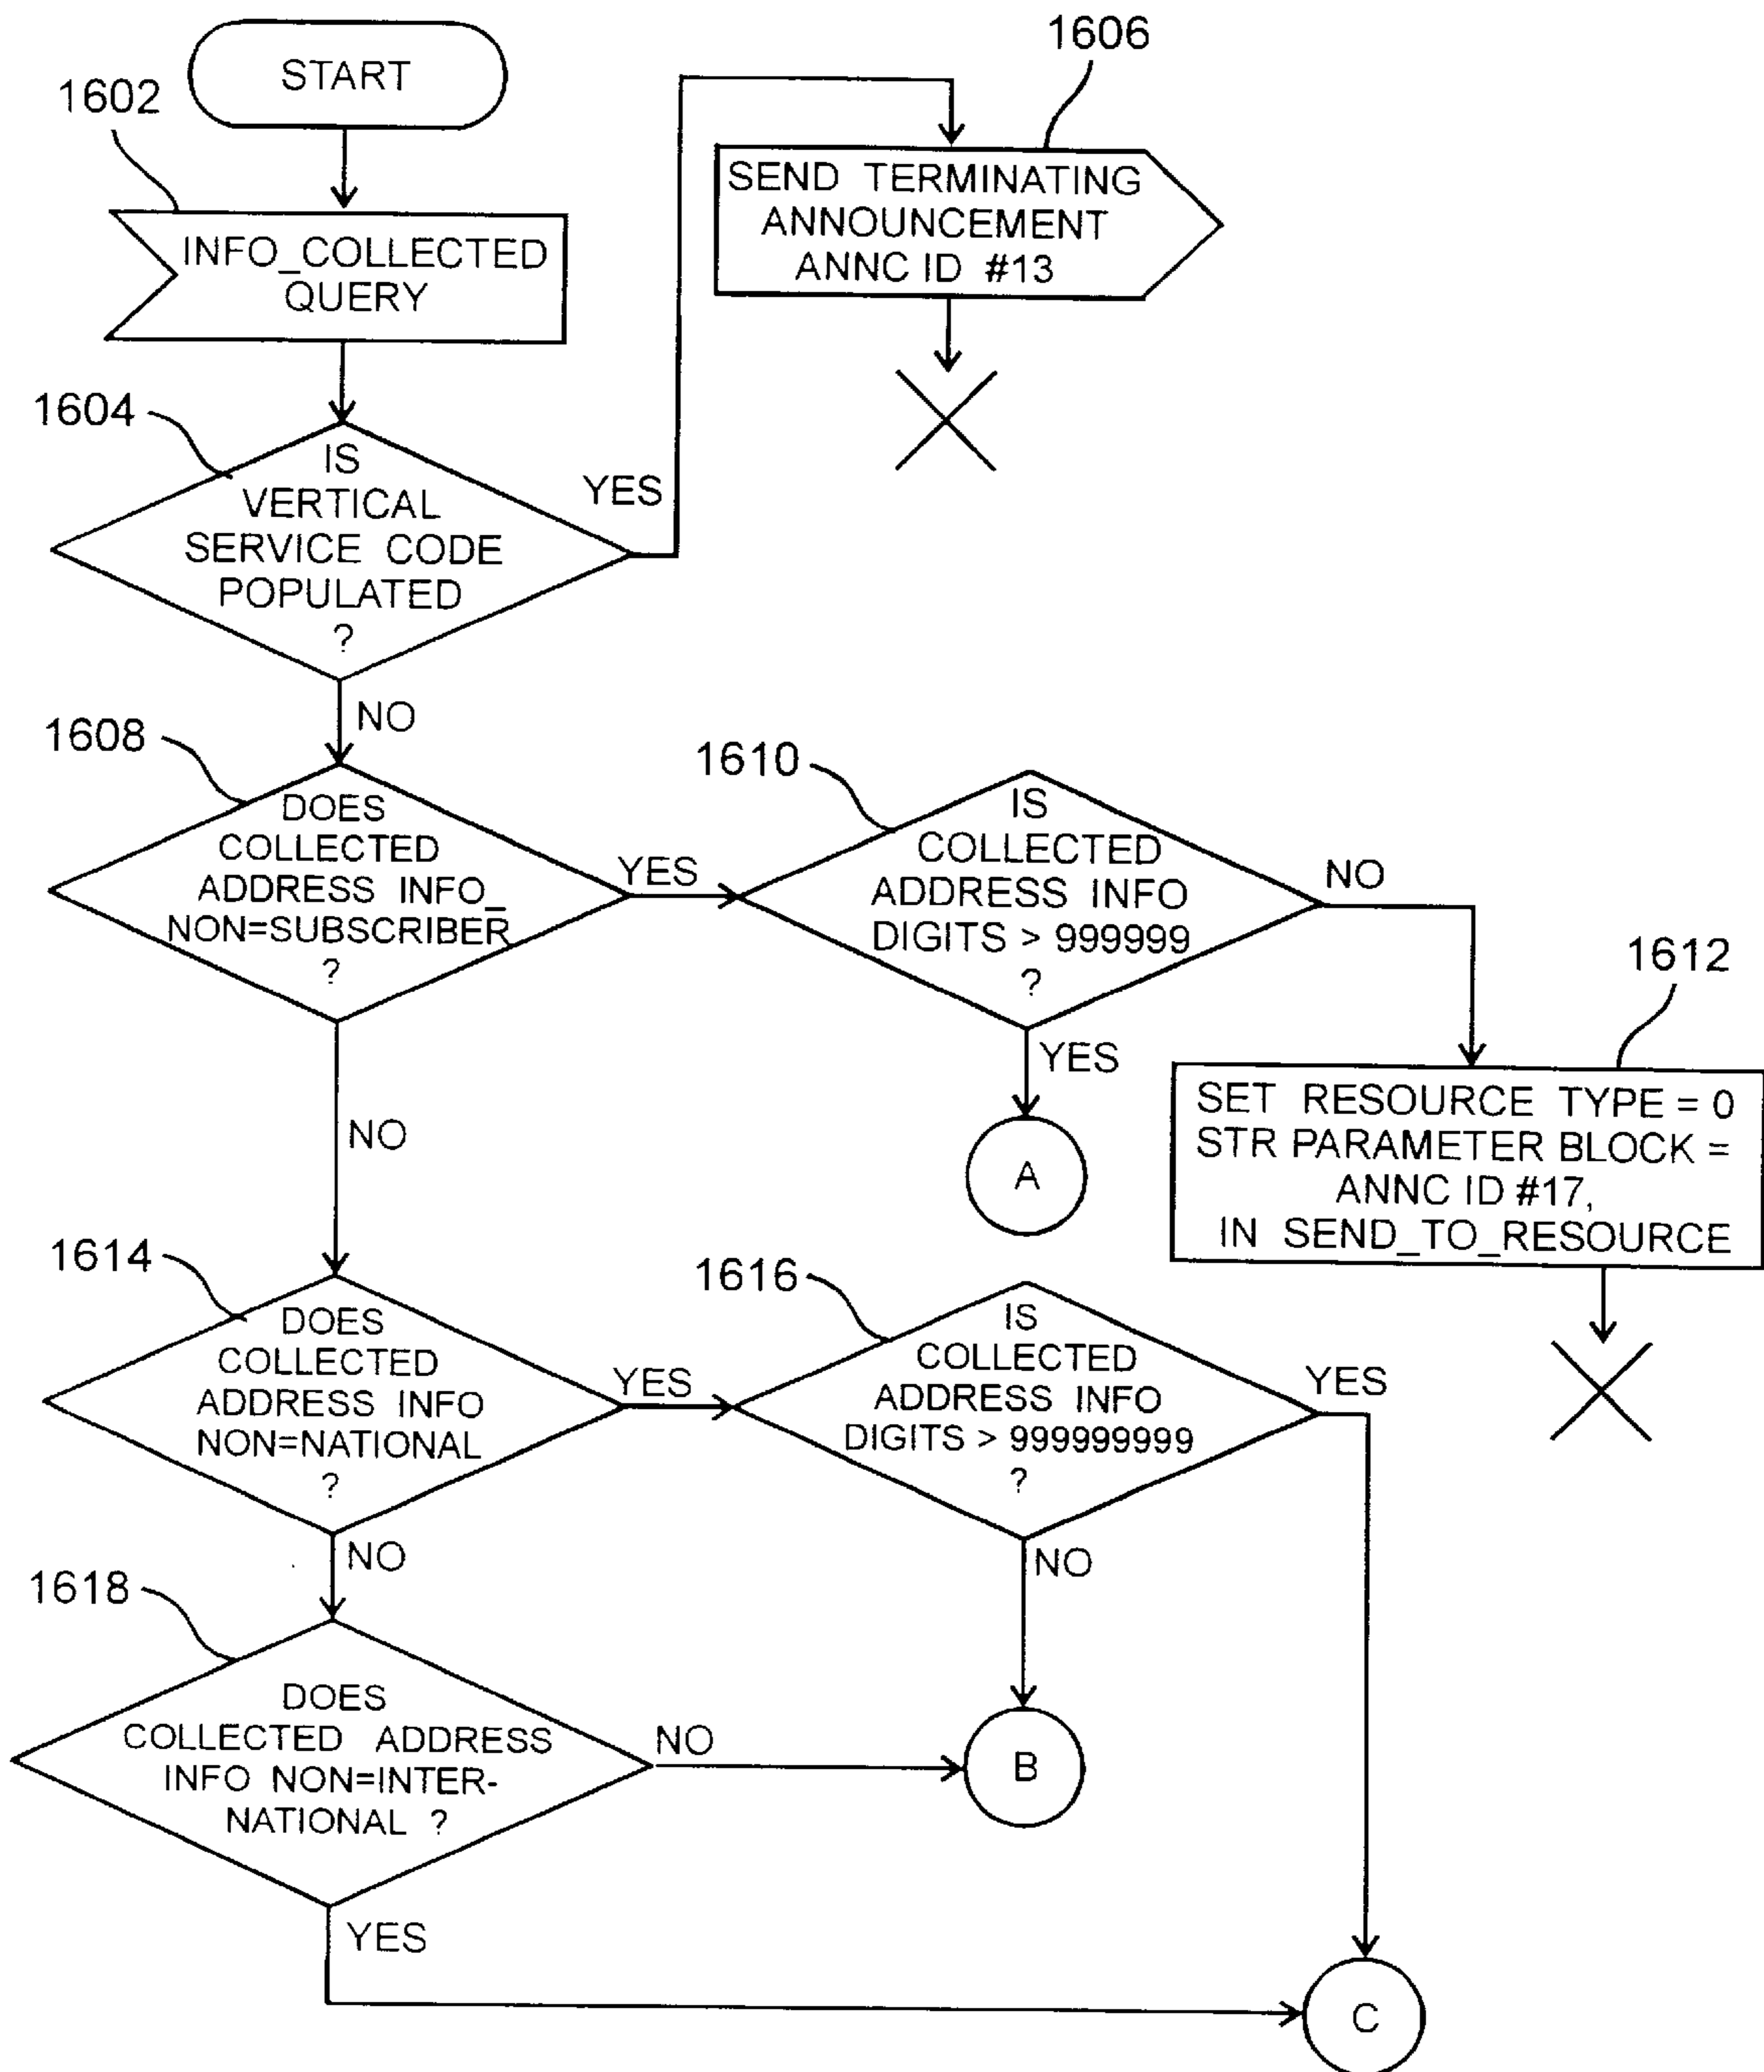 START
1602
1606
SEND TERMINATING
ANNOUNCEMENT
ANNC ID #13
INFO_COLLECTED
QUERY
1604
IS
VERTICAL
SERVICE CODE
POPULATED
?
YES
NO
1608
DOES
COLLECTED
ADDRESS INFO_
NON=SUBSCRIBER
?
YES
1610
IS
COLLECTED
ADDRESS INFO
DIGITS > 999999
?
NO
YES
A
1612
SET RESOURCE TYPE = 0
STR PARAMETER BLOCK =
ANNC ID #17,
IN SEND_TO_RESOURCE
NO
1614
DOES
COLLECTED
ADDRESS INFO
NON=NATIONAL
?
YES
1616
IS
COLLECTED
ADDRESS INFO
DIGITS > 999999999
?
YES
NO
NO
1618
DOES
COLLECTED ADDRESS
INFO NON=INTER-
NATIONAL ?
NO
B
YES
C